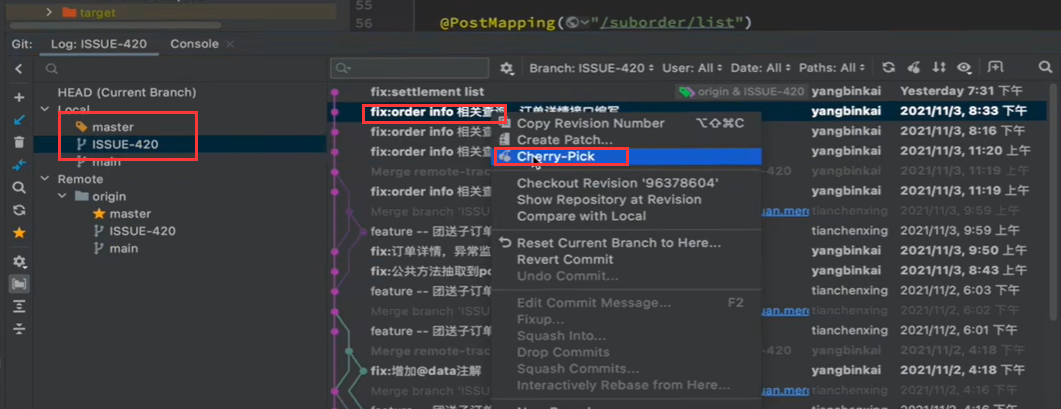 target
55
56
@PostMapping("/suborder/list")
Git:
Log: ISSUE-420
Console
Branch: ISSUE-420
User: All
Date: All
Paths: All
HEAD (Current Branch)
Local
master
ISSUE-420
main
Remote
origin
master
ISSUE-420
main
fix:settlement list
origin & ISSUE-420
yangbinkai
Yesterday 7:31 下午
fix:order info 相关查询,订单详情接口编写
yangbinkai
2021/11/3, 8:33 下午
fix:order info 相关
yangbinkai
2021/11/3, 8:16 下午
fix:order info 相关
yangbinkai
2021/11/3, 11:20 上午
Merge remote-trac
-420
yangbinkai
2021/11/3, 11:19 上午
fix:order info 相关
yangbinkai
2021/11/3, 11:19 上午
Merge branch 'ISS
uan.mer
tianchenxing
2021/11/3, 9:59 上午
feature -- 团送子订单
tianchenxing
2021/11/3, 9:58 上午
fix:订单详情，异常监
yangbinkai
2021/11/3, 9:50 上午
fix:公共方法抽取到po
yangbinkai
2021/11/3, 8:43 上午
feature -- 团送子订单
tianchenxing
2021/11/2, 6:03 下午
Merge branch 'ISS
uan.mer
tianchenxing
2021/11/2, 6:02 下午
feature -- 团送子订单
tianchenxing
2021/11/2, 6:01 下午
Merge remote-trac
-420
yangbinkai
2021/11/2, 4:18 下午
fix:增加@data注解
yangbinkai
2021/11/2, 4:18 下午
Merge branch 'ISS
uan.mer
tianchenxing
2021/11/2, 4:16 下午
Copy Revision Number
⌥⇧⌘C
Create Patch...
Cherry-Pick
Checkout Revision '96378604'
Show Repository at Revision
Compare with Local
Reset Current Branch to Here...
Revert Commit
Undo Commit...
Edit Commit Message...
F2
Fixup...
Squash Into...
Drop Commits
Squash Commits...
Interactively Rebase from Here...